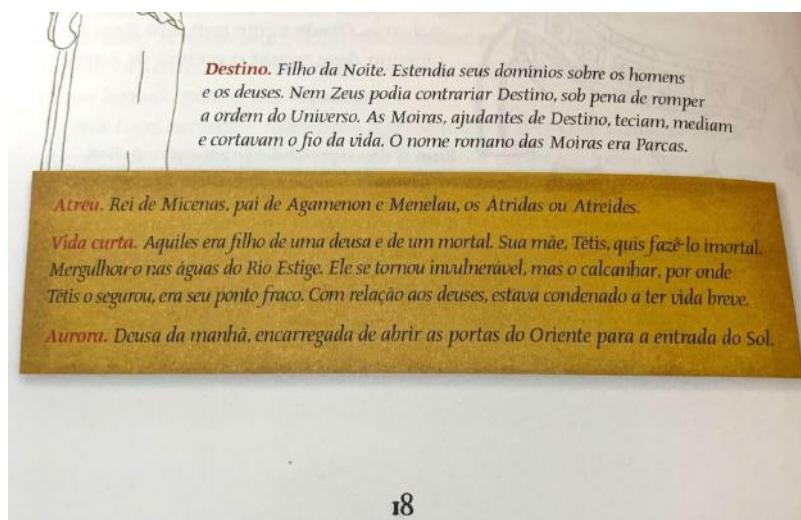 Destino. Filho da Noite. Estendia seus domínios sobre os homens
e os deuses. Nem Zeus podia contrariar Destino, sob pena de romper
a ordem do Universo. As Moiras, ajudantes de Destino, teciam, mediam
e cortavam o fio da vida. O nome romano das Moiras era Parcas.
Atreu. Rei de Micenas, pai de Agamenon e Menelau, os Átridas ou Atreides.
Vida curta. Aquiles era filho de uma deusa e de um mortal. Sua mãe, Tétis, quis fazê-lo imortal.
Mergulhou-o nas águas do Rio Estige. Ele se tornou invulnerável, mas o calcanhar, por onde
Tétis o segurou, era seu ponto fraco. Com relação aos deuses, estava condenado a ter vida breve.
Aurora. Deusa da manhã, encarregada de abrir as portas do Oriente para a entrada do Sol.
18